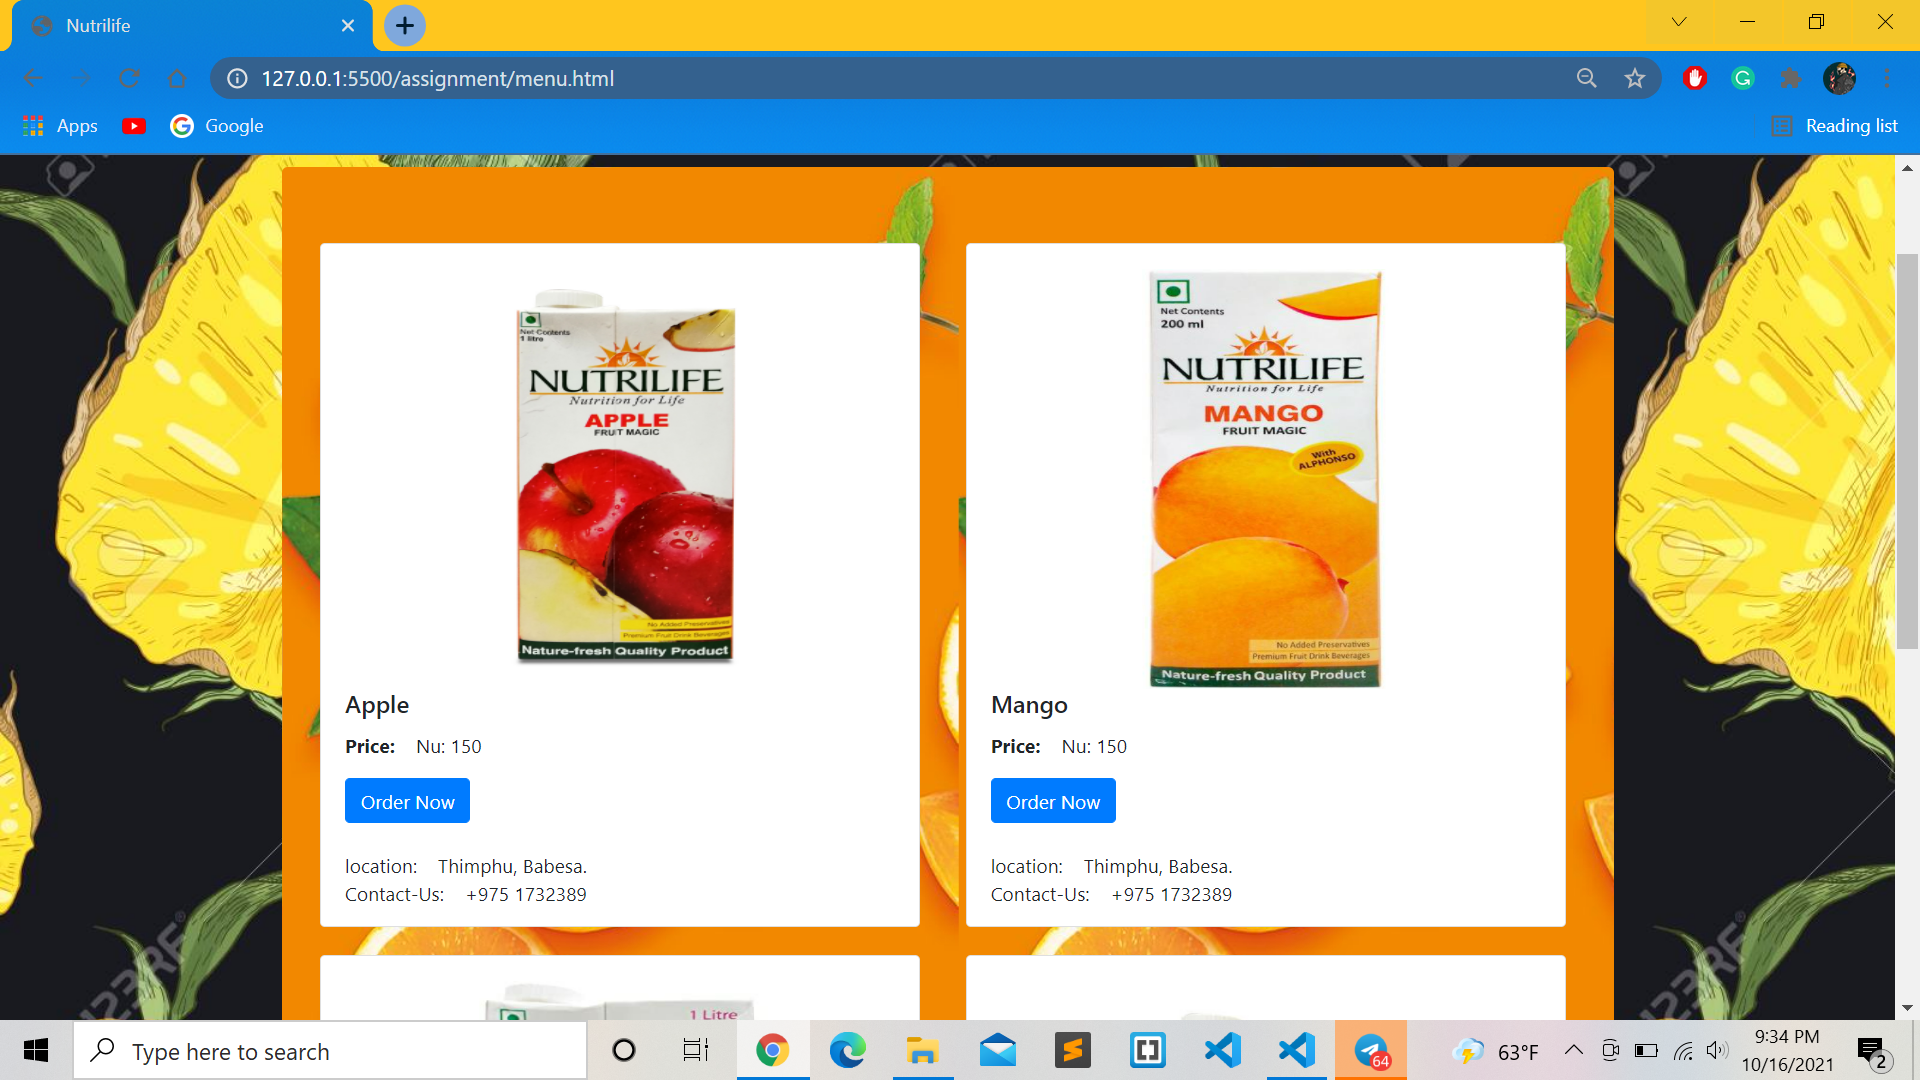 Nutrilife
127.0.0.1:5500/assignment/menu.html
Apps
Google
Reading list
Net Contents
1 litre
NUTRILIFE
Nutrition for Life
APPLE
FRUIT MAGIC
No Added Preservatives
Premium Fruit Drink Beverages
Nature-fresh Quality Product
Apple
Price: Nu: 150
Order Now
location: Thimphu, Babesa.
Contact-Us: +975 1732389
Net Contents
200 ml
NUTRILIFE
Nutrition for Life
MANGO
FRUIT MAGIC
With
ALPHONSO
No Added Preservatives
Premium Fruit Drink Beverages
Nature-fresh Quality Product
Mango
Price: Nu: 150
Order Now
location: Thimphu, Babesa.
Contact-Us: +975 1732389
1 Litre
123RF®
123RF®
Type here to search
64
63°F
9:34 PM
10/16/2021
2